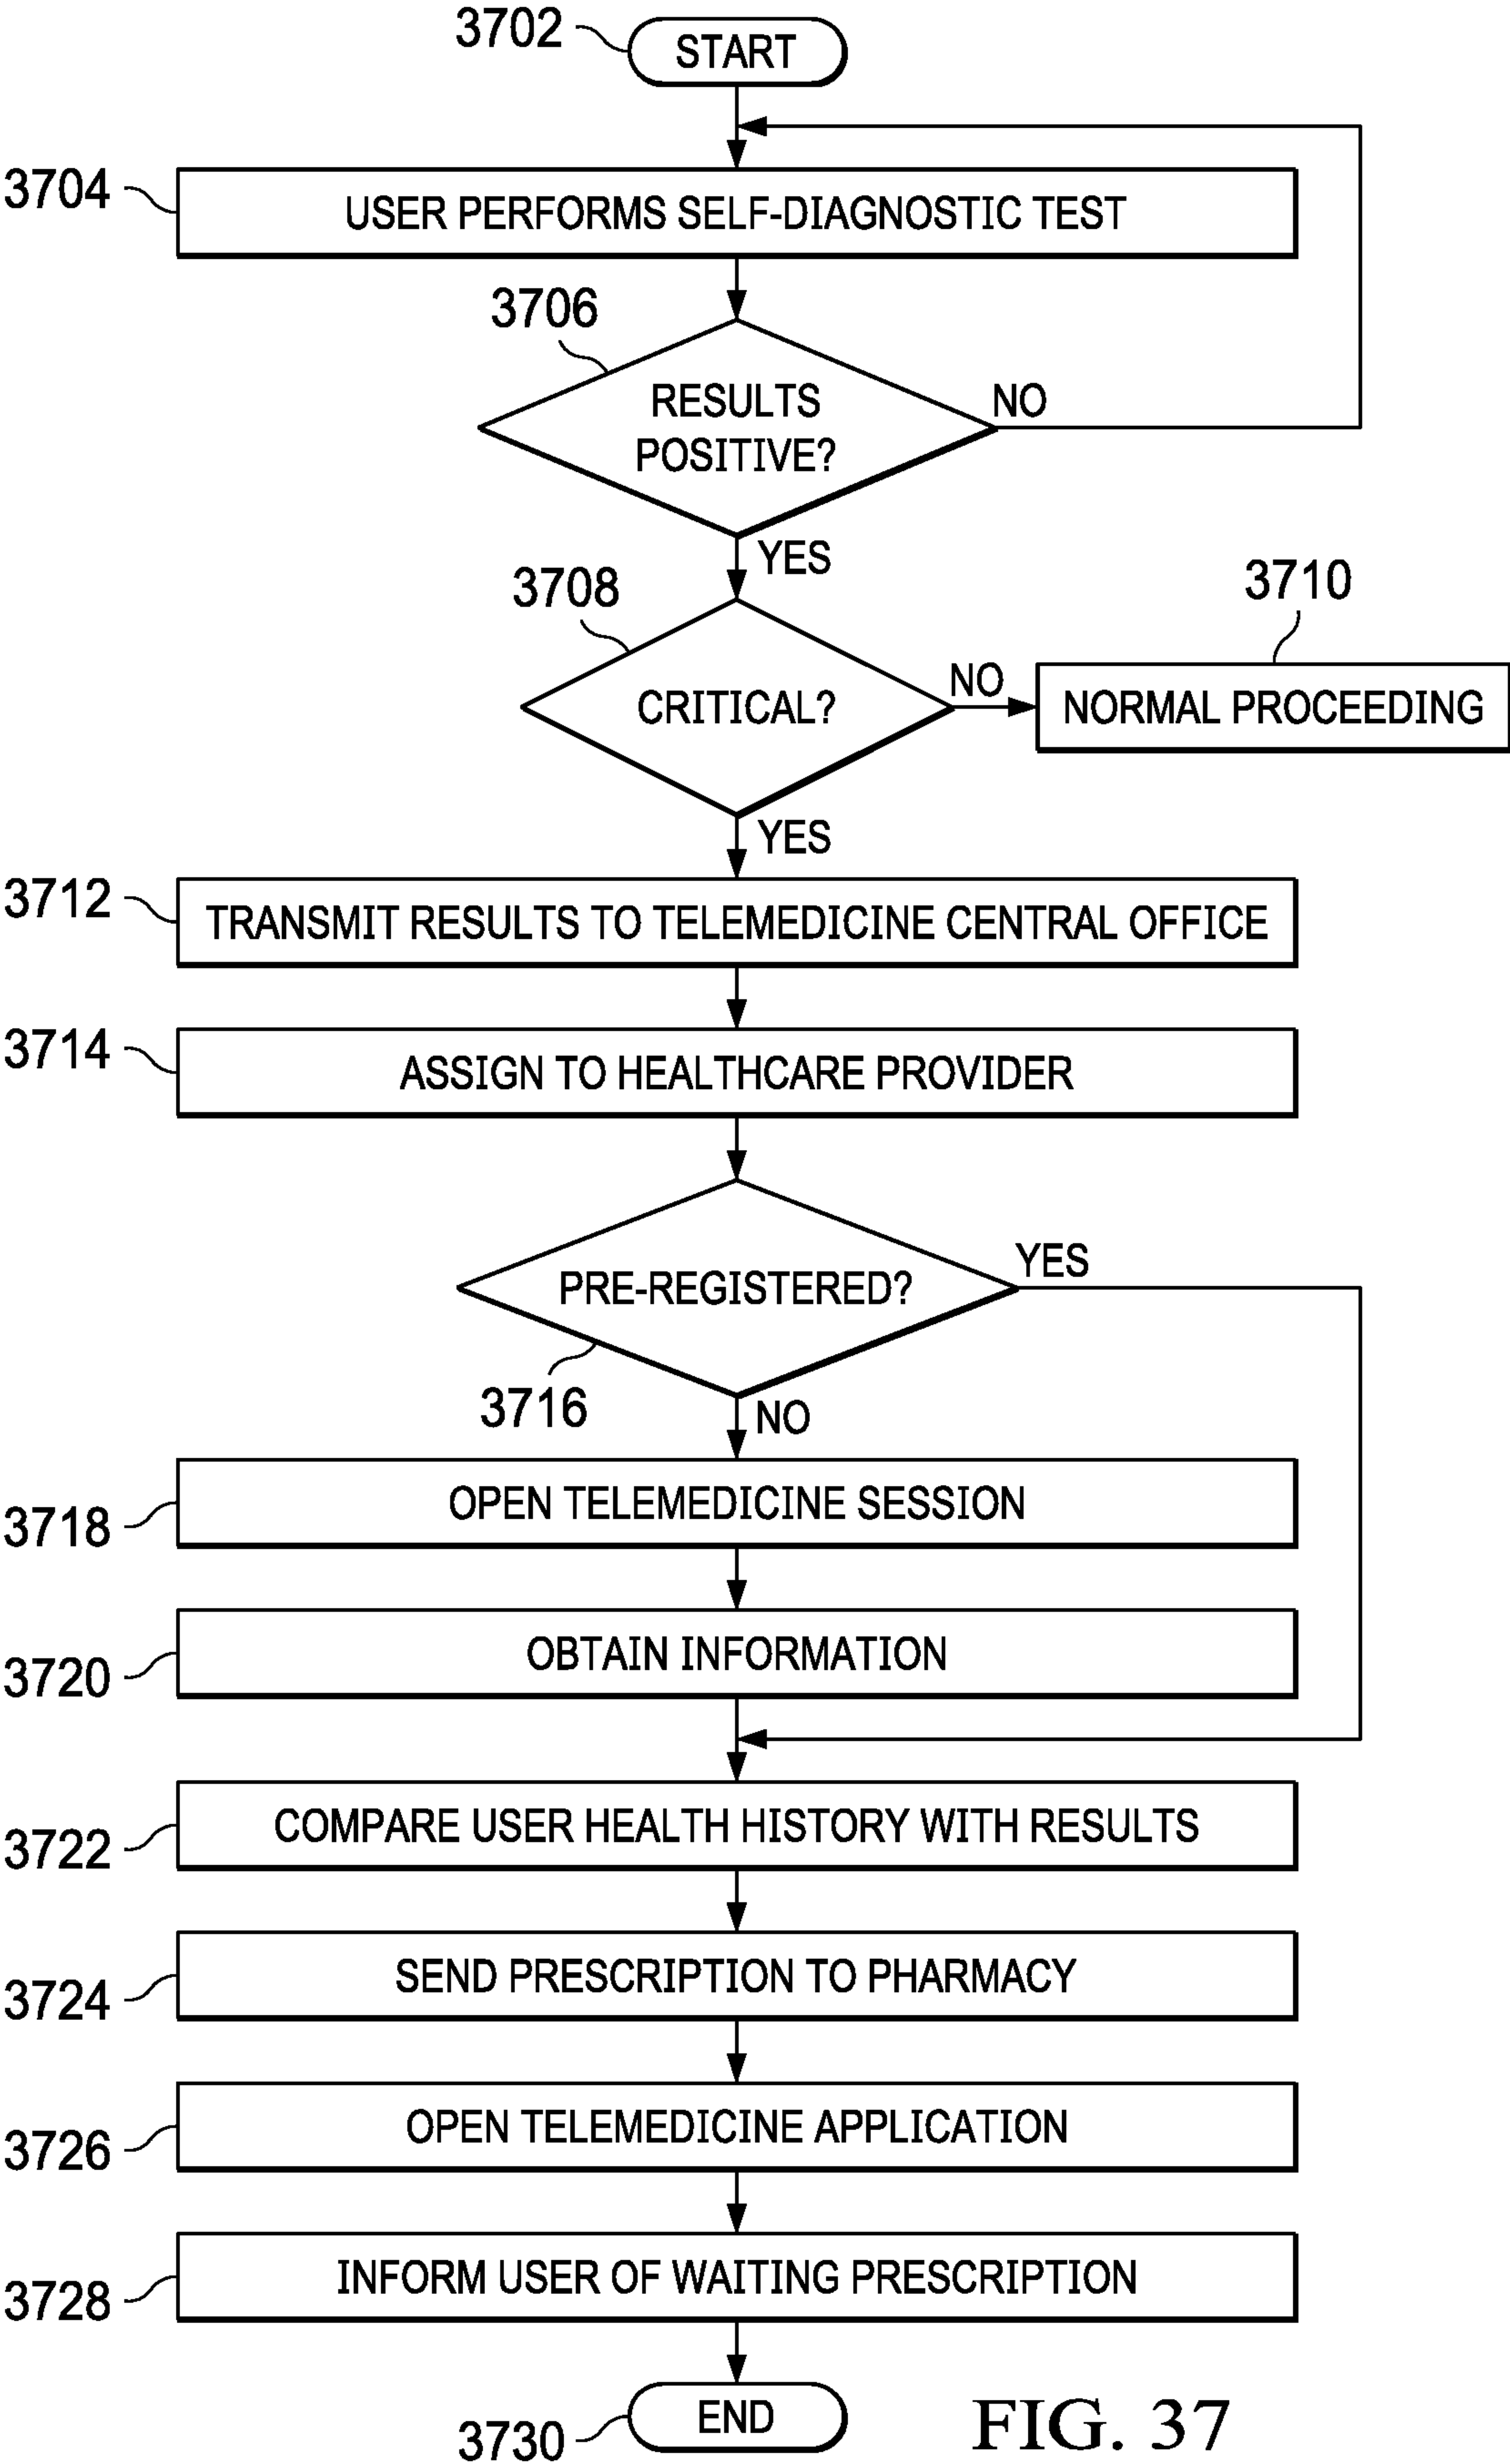 3702
START
3704
USER PERFORMS SELF-DIAGNOSTIC TEST
3706
RESULTS
POSITIVE?
NO
YES
3708
CRITICAL?
NO
3710
NORMAL PROCEEDING
YES
3712
TRANSMIT RESULTS TO TELEMEDICINE CENTRAL OFFICE
3714
ASSIGN TO HEALTHCARE PROVIDER
PRE-REGISTERED?
YES
3716
NO
3718
OPEN TELEMEDICINE SESSION
3720
OBTAIN INFORMATION
3722
COMPARE USER HEALTH HISTORY WITH RESULTS
3724
SEND PRESCRIPTION TO PHARMACY
3726
OPEN TELEMEDICINE APPLICATION
3728
INFORM USER OF WAITING PRESCRIPTION
3730
END
FIG. 37